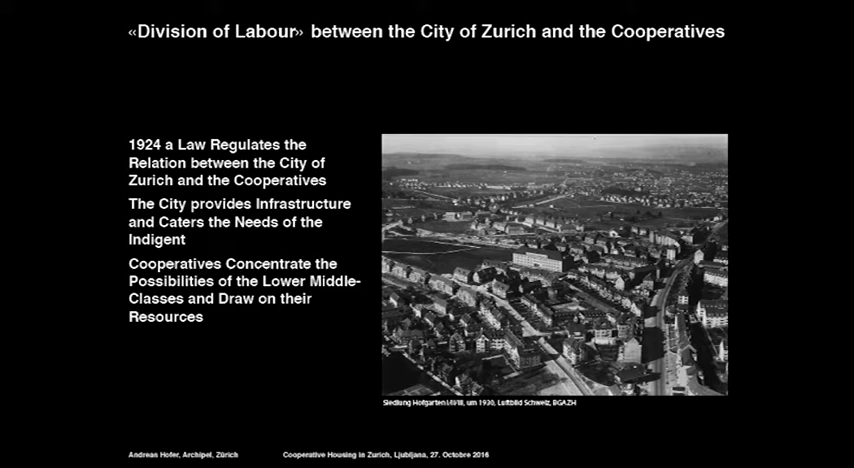 «Division of Labour» between the City of Zurich and the Cooperatives
1924 a Law Regulates the
Relation between the City of
Zurich and the Cooperatives
The City provides Infrastructure
and Caters the Needs of the
Indigent
Cooperatives Concentrate the
Possibilities of the Lower Middle-
Classes and Draw on their
Resources
Siedlung Hofgarten I/II/III, um 1930, Luftbild Schweiz, BGAZH
Andreas Hofer, Archipel, Zürich
Cooperative Housing in Zurich, Ljubljana, 27. Octobre 2016